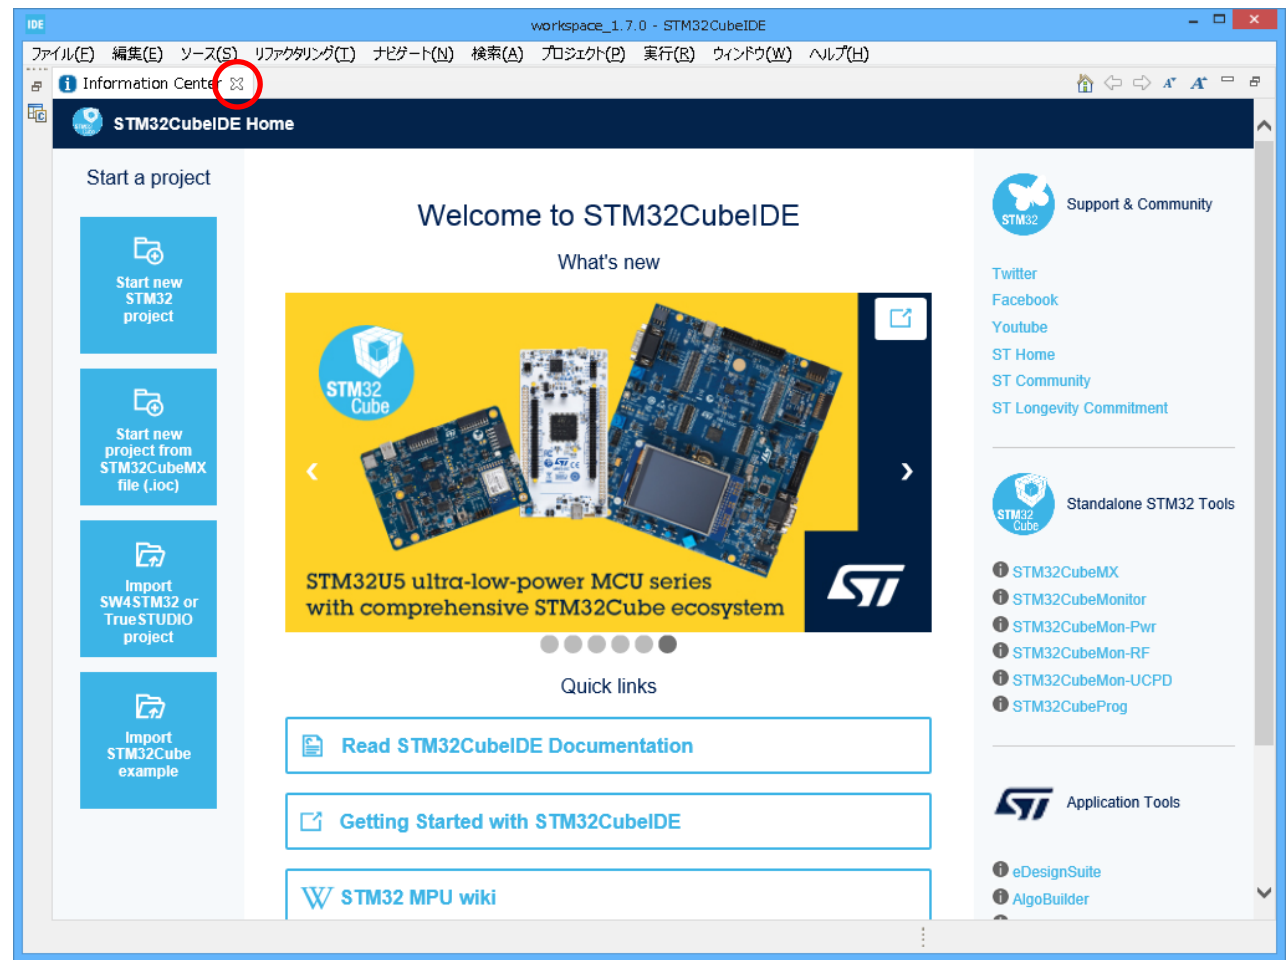 IDE
workspace_1.7.0 - STM32CubeIDE
ファイル(F) 編集(E) ソース(S) リファクタリング(T) ナビゲート(N) 検索(A) プロジェクト(P) 実行(R) ウィンドウ(W) ヘルプ(H)
Information Center
STM32CubeIDE Home
Start a project
Start new
STM32
project
Start new
project from
STM32CubeMX
file (.ioc)
Import
SW4STM32 or
TrueSTUDIO
project
Import
STM32Cube
example
Welcome to STM32CubeIDE
What's new
STM32
Cube
STM32U5 ultra-low-power MCU series
with comprehensive STM32Cube ecosystem
ST
Quick links
Read STM32CubeIDE Documentation
Getting Started with STM32CubeIDE
W STM32 MPU wiki
STM32
Support & Community
Twitter
Facebook
Youtube
ST Home
ST Community
ST Longevity Commitment
STM32
Cube
Standalone STM32 Tools
STM32CubeMX
STM32CubeMonitor
STM32CubeMon-Pwr
STM32CubeMon-RF
STM32CubeMon-UCPD
STM32CubeProg
ST
Application Tools
eDesignSuite
AlgoBuilder